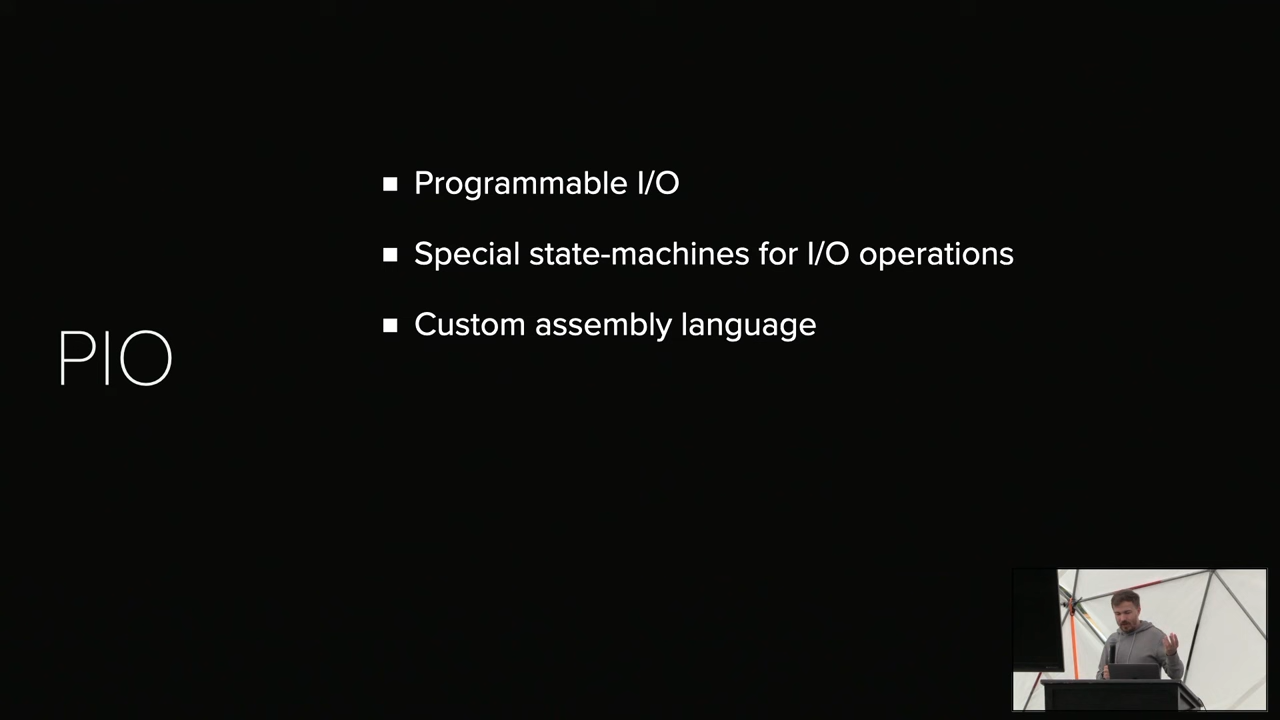 PIO
Programmable I/O
Special state-machines for I/O operations
Custom assembly language